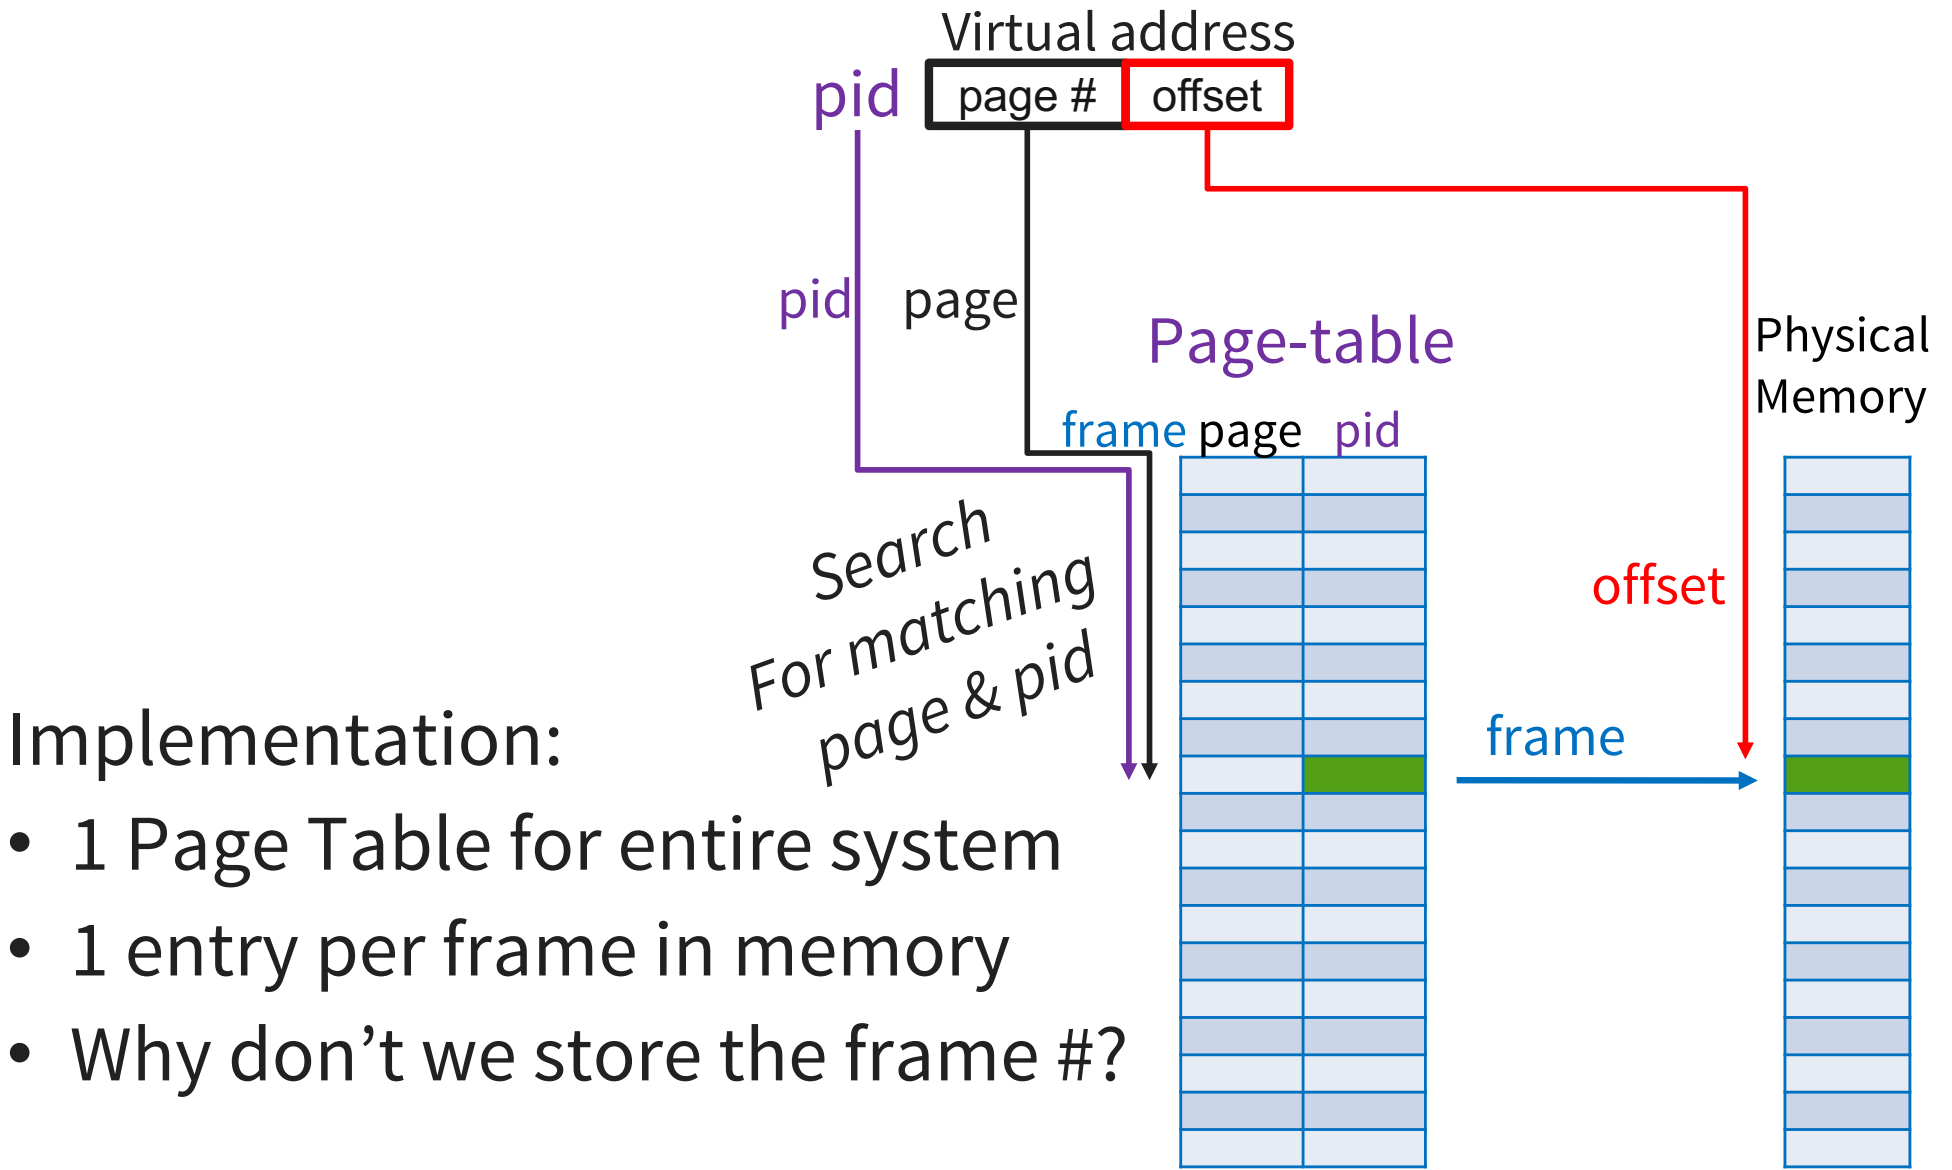 Virtual address
pid page # offset
pid page
Page-table
Physical
Memory
frame page pid
Search
For matching
page & pid
offset
frame
Implementation:
• 1 Page Table for entire system
• 1 entry per frame in memory
• Why don’t we store the frame #?